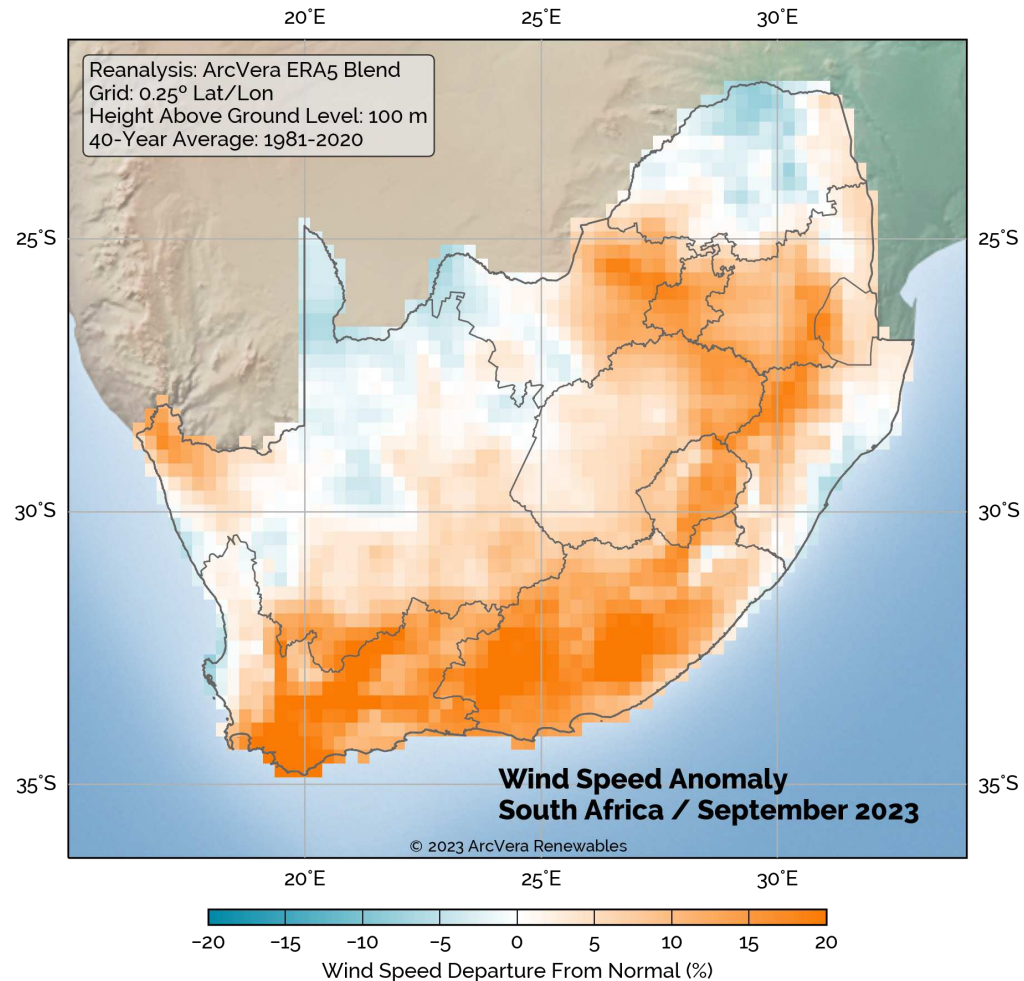 20°E 25°E 30°E
Reanalysis: ArcVera ERA5 Blend
Grid: 0.25º Lat/Lon
Height Above Ground Level: 100 m
40-Year Average: 1981-2020
25°S 25°S
30°S 30°S
35°S 35°S
Wind Speed Anomaly
South Africa / September 2023
© 2023 ArcVera Renewables
20°E 25°E 30°E
−20 −15 −10 −5 0 5 10 15 20
Wind Speed Departure From Normal (%)